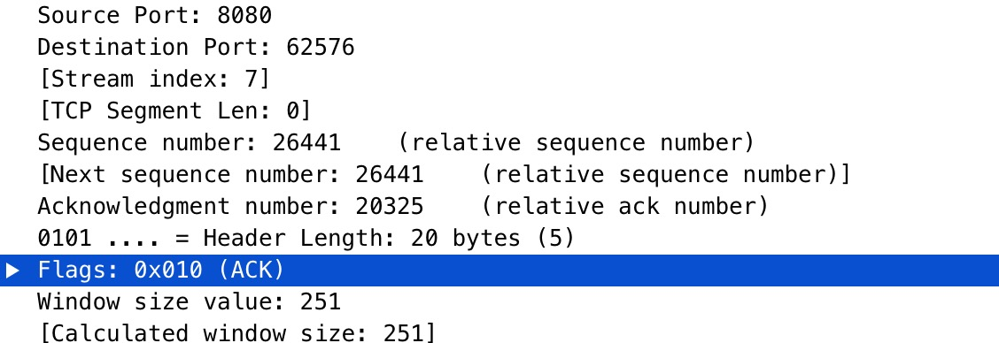 Source Port: 8080
Destination Port: 62576
[Stream index: 7]
[TCP Segment Len: 0]
Sequence number: 26441    (relative sequence number)
[Next sequence number: 26441    (relative sequence number)]
Acknowledgment number: 20325    (relative ack number)
0101 .... = Header Length: 20 bytes (5)
Flags: 0x010 (ACK)
Window size value: 251
[Calculated window size: 251]